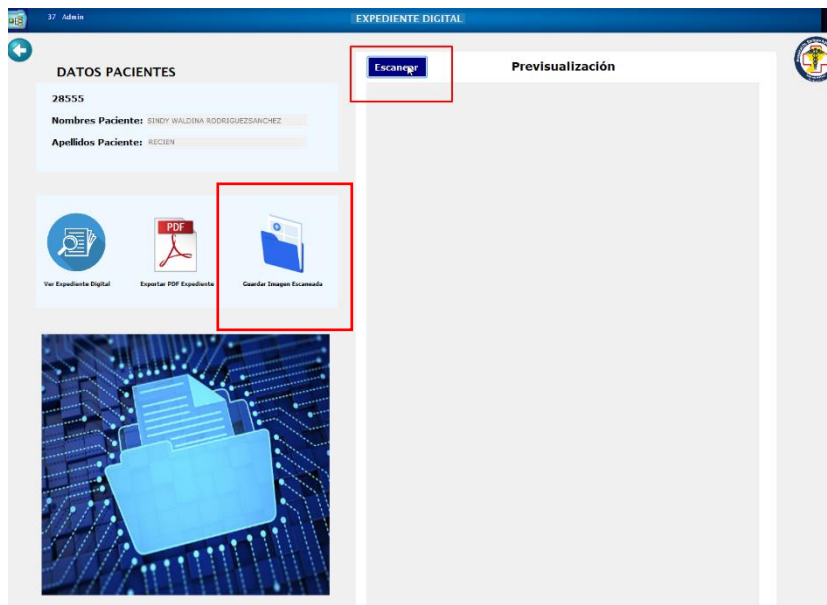 37 Admin
EXPEDIENTE DIGITAL
DATOS PACIENTES
28555
Nombres Paciente: SINDY WALDINA RODRIGUEZSANCHEZ
Apellidos Paciente: RECIEN
Ver Expediente Digital
PDF
Exportar PDF Expediente
Guardar Imagen Escaneada
Escanear
Previsualización